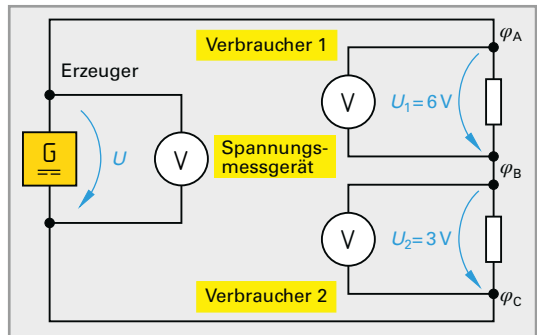 Verbraucher 1
φA
Erzeuger
V
U₁ = 6 V
G
U
V
Spannungs-
messgerät
φB
V
U₂ = 3 V
Verbraucher 2
φC